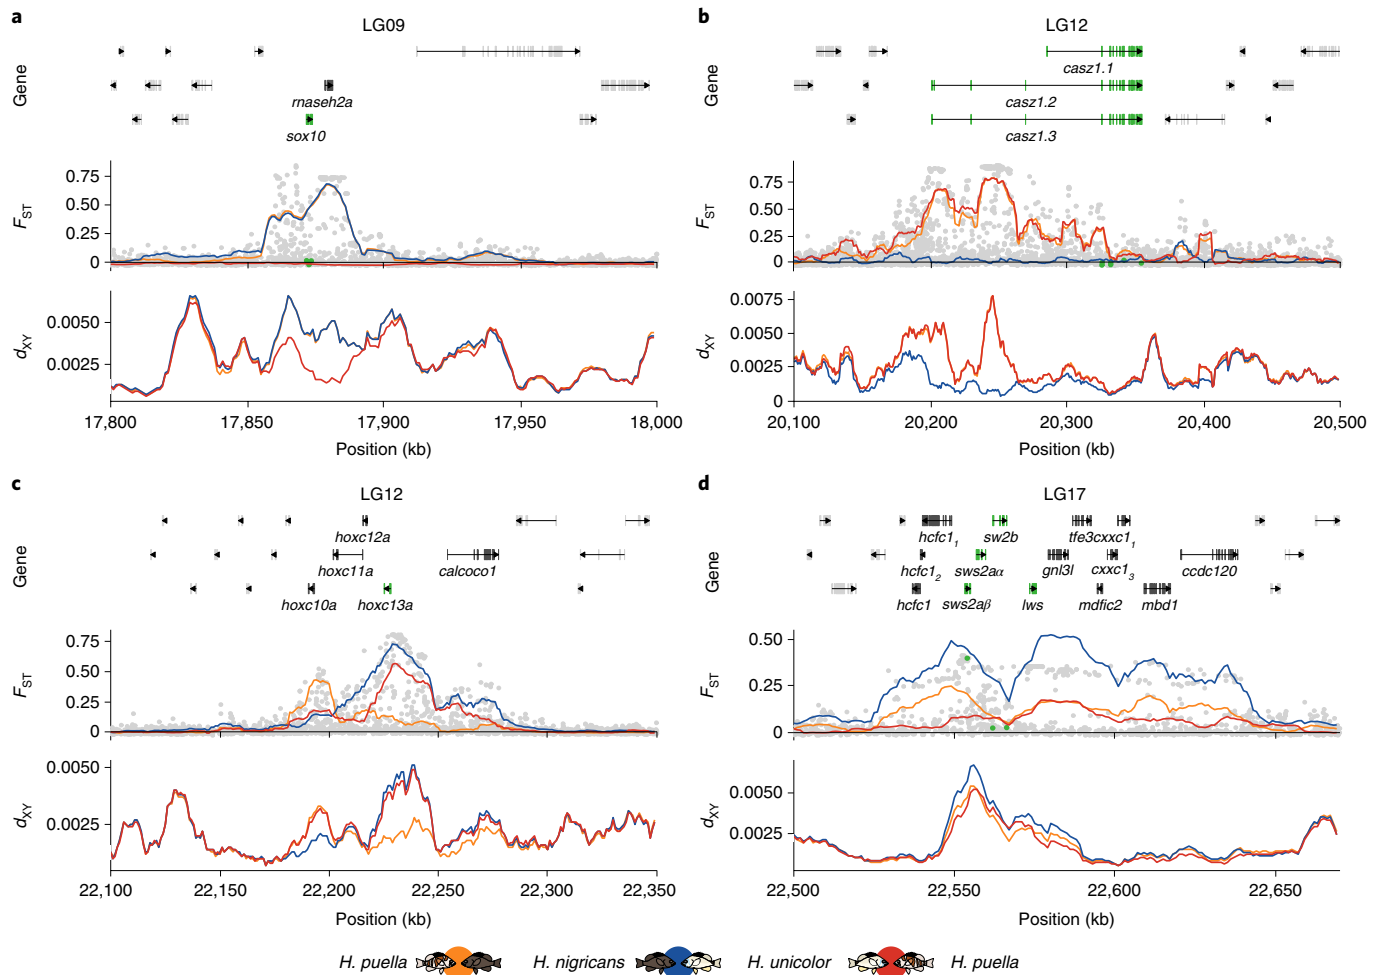 a
LG09
Gene
rnaseh2a
sox10
FST
0.75
0.50
0.25
0
dXY
0.0050
0.0025
17,800 17,850 17,900 17,950 18,000
Position (kb)
b
LG12
Gene
casz1.1
casz1.2
casz1.3
FST
0.75
0.50
0.25
0
dXY
0.0075
0.0050
0.0025
0
20,100 20,200 20,300 20,400 20,500
Position (kb)
c
LG12
Gene
hoxc12a
hoxc11a calcoco1
hoxc10a hoxc13a
FST
0.75
0.50
0.25
0
dXY
0.0050
0.0025
22,100 22,150 22,200 22,250 22,300 22,350
Position (kb)
d
LG17
Gene
hcfc1₁ sw2b tfe3cxxc1₁
hcfc1₂ sws2aα gnl3l cxxc1₃ ccdc120
hcfc1 sws2aβ lws mdfic2 mbd1
FST
0.50
0.25
0
dXY
0.0050
0.0025
22,500 22,550 22,600 22,650
Position (kb)
H. puella H. nigricans H. unicolor H. puella